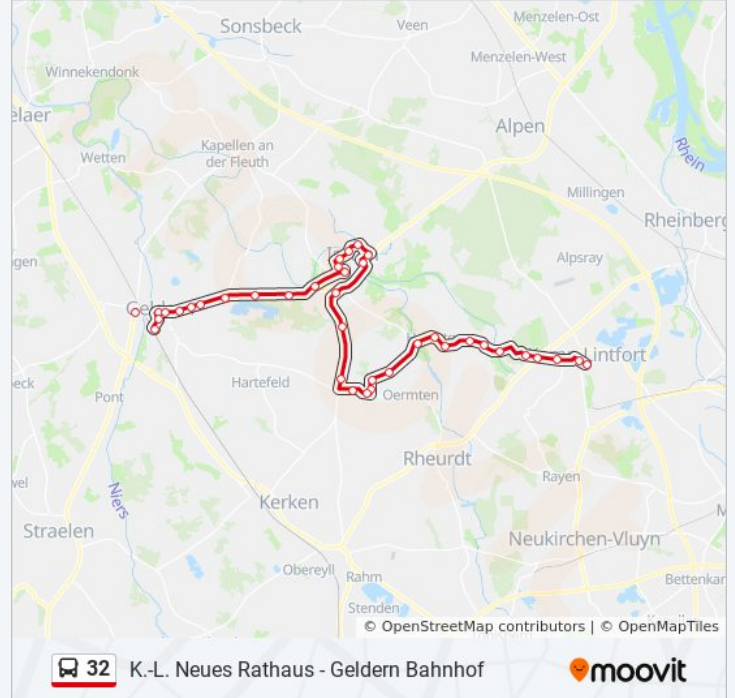 Sonsbeck
Veen
Menzelen-Ost
Menzelen-West
Winnekendonk
elaer
Wetten
Kapellen an
der Fleuth
Alpen
Rhein
Millingen
Rheinberg
Alpsray
gen
Lintfort
eck
Pont
Hartefeld
Oermten
Rheurdt
Rayen
wel
Niers
Kerken
Straelen
Neukirchen-Vluyn
Obereyll
Rahm
Bettenkar
Stenden
© OpenStreetMap contributors | © OpenMapTiles
32 K.-L. Neues Rathaus - Geldern Bahnhof moovit